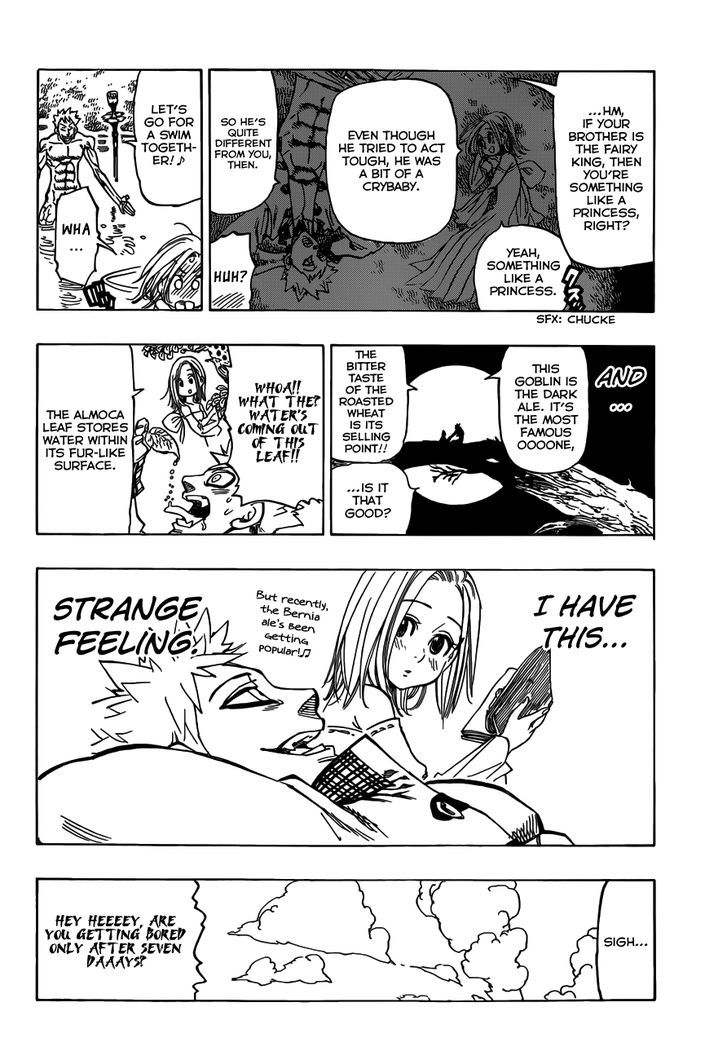 ...HM,
IF YOUR
BROTHER IS
THE FAIRY
KING, THEN
YOU'RE
SOMETHING
LIKE A
PRINCESS,
RIGHT?
YEAH,
SOMETHING
LIKE A
PRINCESS.
クスッ
SFX: CHUCKE
EVEN THOUGH
HE TRIED TO ACT
TOUGH, HE WAS
A BIT OF A
CRYBABY.
SO HE'S
QUITE
DIFFERENT
FROM YOU,
THEN.
HUH?
LET'S
GO FOR
A SWIM
TOGETH-
ER!♪
WHA...
AND
...
THIS
GOBLIN IS
THE DARK
ALE. IT'S
THE MOST
FAMOUS
OOOONE,
THE
BITTER
TASTE
OF THE
ROASTED
WHEAT IS
ITS
SELLING
POINT!!
...IS IT
THAT
GOOD?
WHOA!!
WHAT THE?
WATER'S
COMING OUT
OF THIS
LEAF!!
THE ALMOCA
LEAF STORES
WATER WITHIN
ITS FUR-LIKE
SURFACE.
I HAVE
THIS...
But recently,
the Bernia
ale's been
getting
popular!♫
STRANGE
FEELING.
SIGH...
HEY HEEEEY, ARE
YOU GETTING BORED
ONLY AFTER SEVEN
DAAAYS?